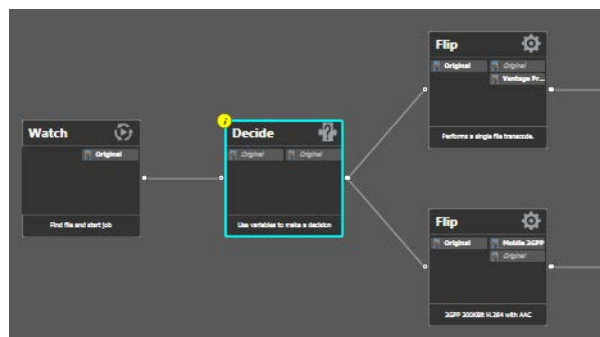 Watch
Original
Find file and start job
i
Decide
Original Original
Use variables to make a decision
Flip
Original Original
Vantage Pr...
Performs a single file transcode.
Flip
Original Mobile 3GPP
Original
3GPP 300KBit H.264 with AAC